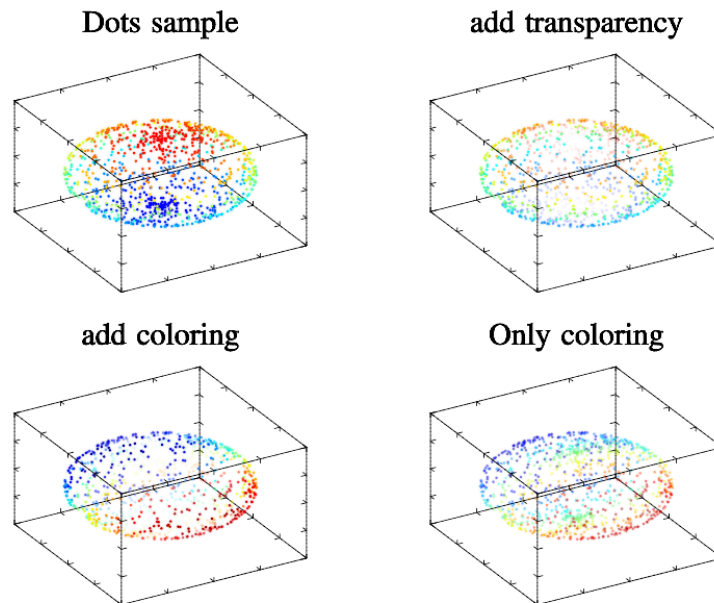 Dots sample
add transparency
add coloring
Only coloring